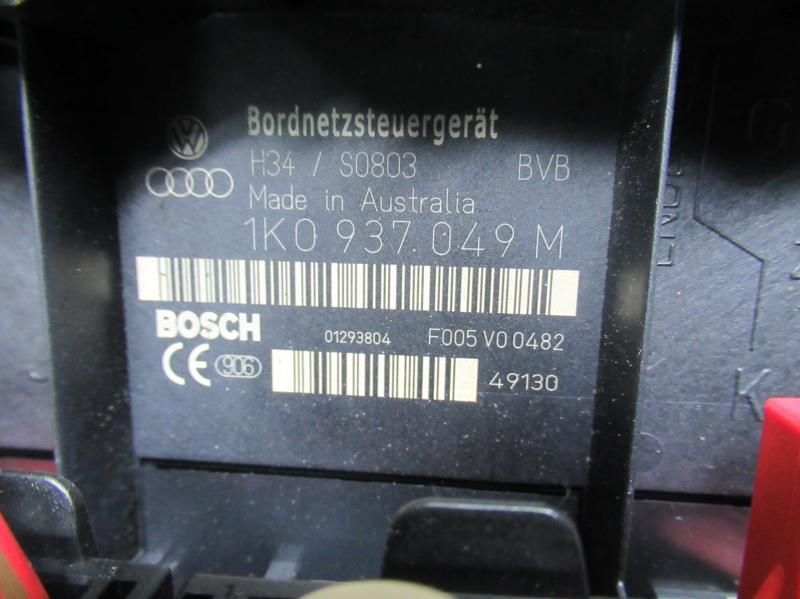 Bordnetzsteuergerät
H34 / S0803 BVB
Made in Australia
1K0 937 049 M
BOSCH 01293804 F005 V0 0482
CE 906 49130
K